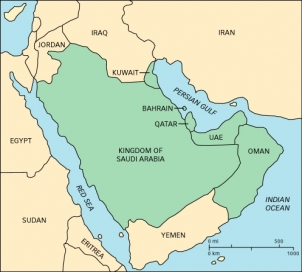 IRAQ
IRAN
JORDAN
KUWAIT
PERSIAN GULF
BAHRAIN
QATAR
EGYPT
UAE
KINGDOM OF
SAUDI ARABIA
OMAN
RED SEA
INDIAN
OCEAN
SUDAN
YEMEN
ERITREA
0 mi 500
0 km 1000